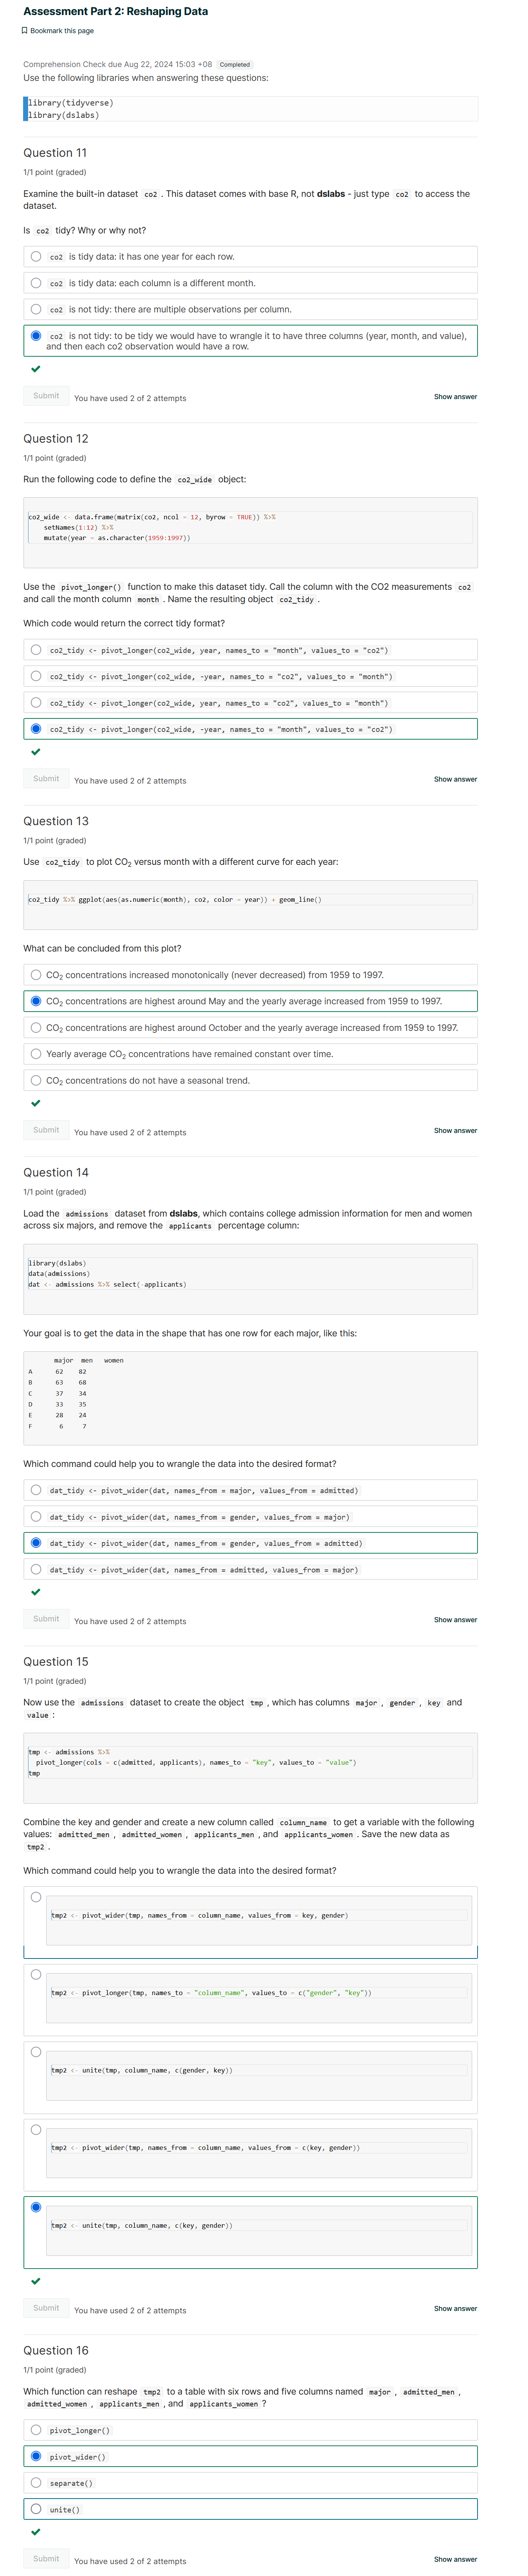 Assessment Part 2: Reshaping Data
Bookmark this page
Comprehension Check due Aug 22, 2024 15:03 +08 Completed
Use the following libraries when answering these questions:
library(tidyverse)
library(dslabs)
Question 11
1/1 point (graded)
Examine the built-in dataset co2 . This dataset comes with base R, not dslabs - just type co2 to access the
dataset.
Is co2 tidy? Why or why not?
co2 is tidy data: it has one year for each row.
co2 is tidy data: each column is a different month.
co2 is not tidy: there are multiple observations per column.
co2 is not tidy: to be tidy we would have to wrangle it to have three columns (year, month, and value),
and then each co2 observation would have a row.
Submit
You have used 2 of 2 attempts
Show answer
Question 12
1/1 point (graded)
Run the following code to define the co2_wide object:
co2_wide <- data.frame(matrix(co2, ncol = 12, byrow = TRUE)) %>%
setNames(1:12) %>%
mutate(year = as.character(1959:1997))
Use the pivot_longer() function to make this dataset tidy. Call the column with the CO2 measurements co2
and call the month column month . Name the resulting object co2_tidy .
Which code would return the correct tidy format?
co2_tidy <- pivot_longer(co2_wide, year, names_to = "month", values_to = "co2")
co2_tidy <- pivot_longer(co2_wide, -year, names_to = "co2", values_to = "month")
co2_tidy <- pivot_longer(co2_wide, year, names_to = "co2", values_to = "month")
co2_tidy <- pivot_longer(co2_wide, -year, names_to = "month", values_to = "co2")
Submit
You have used 2 of 2 attempts
Show answer
Question 13
1/1 point (graded)
Use co2_tidy to plot CO₂ versus month with a different curve for each year:
co2_tidy %>% ggplot(aes(as.numeric(month), co2, color = year)) + geom_line()
What can be concluded from this plot?
CO₂ concentrations increased monotonically (never decreased) from 1959 to 1997.
CO₂ concentrations are highest around May and the yearly average increased from 1959 to 1997.
CO₂ concentrations are highest around October and the yearly average increased from 1959 to 1997.
Yearly average CO₂ concentrations have remained constant over time.
CO₂ concentrations do not have a seasonal trend.
Submit
You have used 2 of 2 attempts
Show answer
Question 14
1/1 point (graded)
Load the admissions dataset from dslabs, which contains college admission information for men and women
across six majors, and remove the applicants percentage column:
library(dslabs)
data(admissions)
dat <- admissions %>% select(-applicants)
Your goal is to get the data in the shape that has one row for each major, like this:
major men women
A 62 82
B 63 68
C 37 34
D 33 35
E 28 24
F 6 7
Which command could help you to wrangle the data into the desired format?
dat_tidy <- pivot_wider(dat, names_from = major, values_from = admitted)
dat_tidy <- pivot_wider(dat, names_from = gender, values_from = major)
dat_tidy <- pivot_wider(dat, names_from = gender, values_from = admitted)
dat_tidy <- pivot_wider(dat, names_from = admitted, values_from = major)
Submit
You have used 2 of 2 attempts
Show answer
Question 15
1/1 point (graded)
Now use the admissions dataset to create the object tmp , which has columns major , gender , key and
value :
tmp <- admissions %>%
pivot_longer(cols = c(admitted, applicants), names_to = "key", values_to = "value")
tmp
Combine the key and gender and create a new column called column_name to get a variable with the following
values: admitted_men , admitted_women , applicants_men , and applicants_women . Save the new data as
tmp2 .
Which command could help you to wrangle the data into the desired format?
tmp2 <- pivot_wider(tmp, names_from = column_name, values_from = key, gender)
tmp2 <- pivot_longer(tmp, names_to = "column_name", values_to = c("gender", "key"))
tmp2 <- unite(tmp, column_name, c(gender, key))
tmp2 <- pivot_wider(tmp, names_from = column_name, values_from = c(key, gender))
tmp2 <- unite(tmp, column_name, c(key, gender))
Submit
You have used 2 of 2 attempts
Show answer
Question 16
1/1 point (graded)
Which function can reshape tmp2 to a table with six rows and five columns named major , admitted_men ,
admitted_women , applicants_men , and applicants_women ?
pivot_longer()
pivot_wider()
separate()
unite()
Submit
You have used 2 of 2 attempts
Show answer